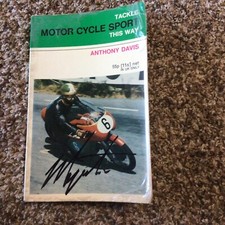 TACKLE
MOTOR CYCLE SPORT
THIS WAY
ANTHONY DAVIS
6